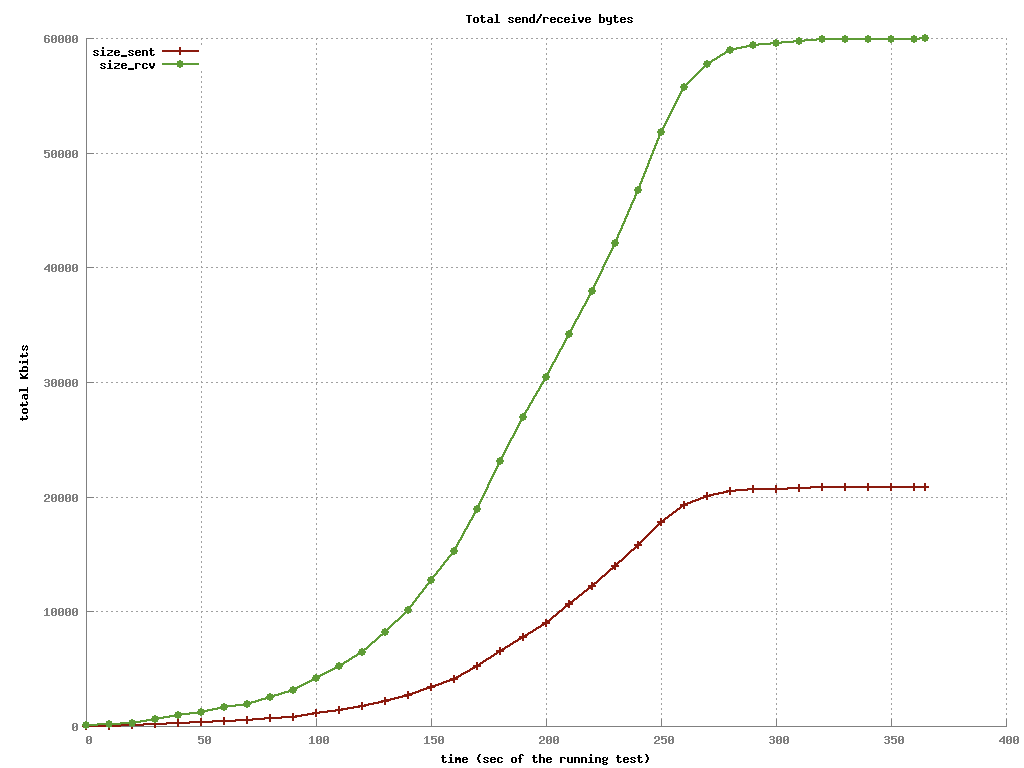 Total send/receive bytes
size_sent
size_rcv
60000
50000
40000
30000
20000
10000
0
total Kbits
0 50 100 150 200 250 300 350 400
time (sec of the running test)